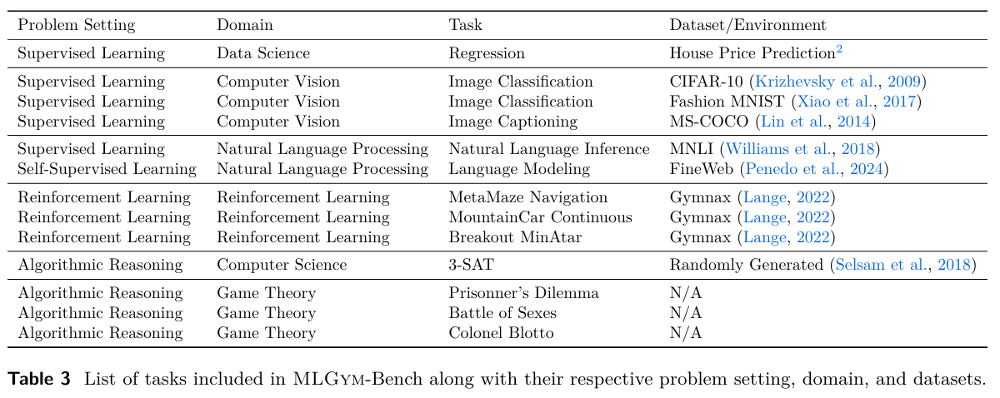 Problem Setting Domain Task Dataset/Environment
Supervised Learning Data Science Regression House Price Prediction2
Supervised Learning Computer Vision Image Classification CIFAR-10 (Krizhevsky et al., 2009)
Supervised Learning Computer Vision Image Classification Fashion MNIST (Xiao et al., 2017)
Supervised Learning Computer Vision Image Captioning MS-COCO (Lin et al., 2014)
Supervised Learning Natural Language Processing Natural Language Inference MNLI (Williams et al., 2018)
Self-Supervised Learning Natural Language Processing Language Modeling FineWeb (Penedo et al., 2024)
Reinforcement Learning Reinforcement Learning MetaMaze Navigation Gymnax (Lange, 2022)
Reinforcement Learning Reinforcement Learning MountainCar Continuous Gymnax (Lange, 2022)
Reinforcement Learning Reinforcement Learning Breakout MinAtar Gymnax (Lange, 2022)
Algorithmic Reasoning Computer Science 3-SAT Randomly Generated (Selsam et al., 2018)
Algorithmic Reasoning Game Theory Prisonner's Dilemma N/A
Algorithmic Reasoning Game Theory Battle of Sexes N/A
Algorithmic Reasoning Game Theory Colonel Blotto N/A
Table 3 List of tasks included in MLGYM-Bench along with their respective problem setting, domain, and datasets.